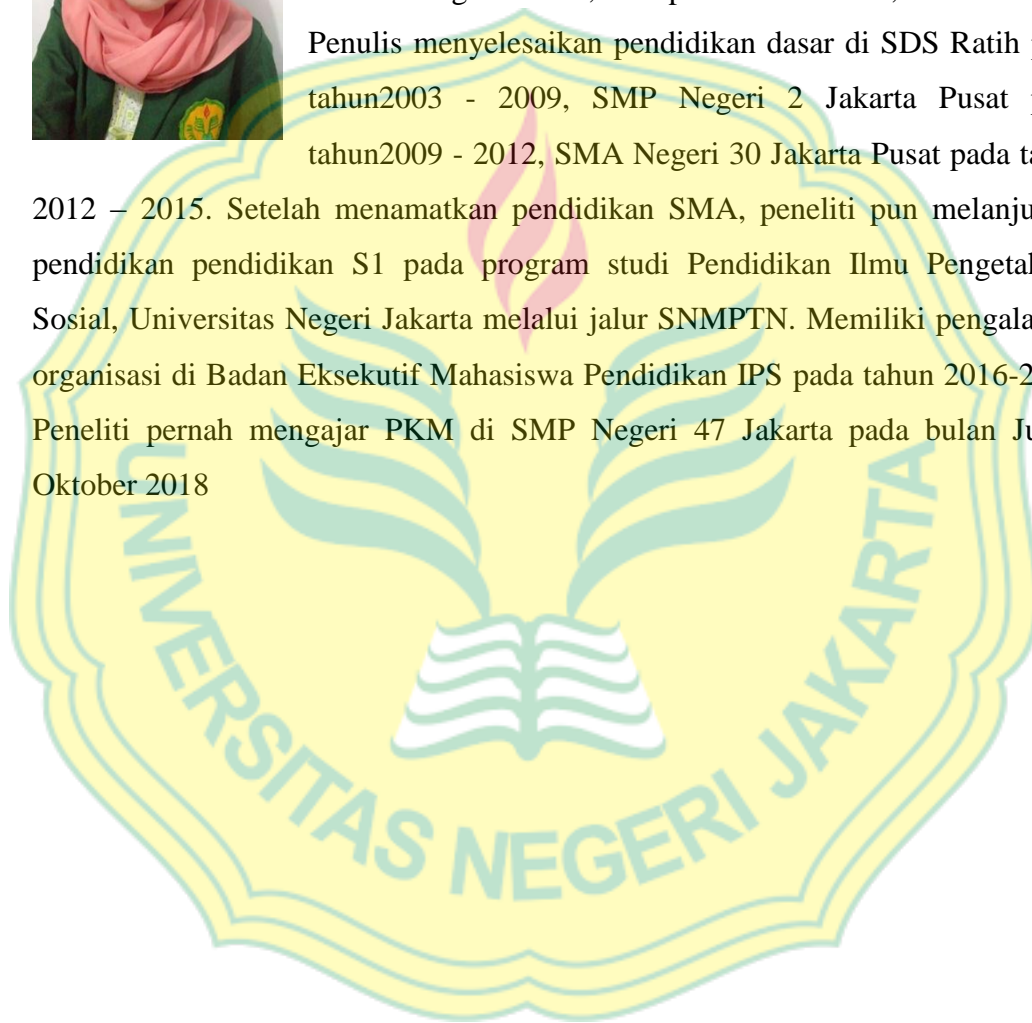 Penulis menyelesaikan pendidikan dasar di SDS Ratih
tahun2003 - 2009, SMP Negeri 2 Jakarta Pusat
tahun2009 - 2012, SMA Negeri 30 Jakarta Pusat pada
2012 – 2015. Setelah menamatkan pendidikan SMA, peneliti pun
pendidikan pendidikan S1 pada program studi Pendidikan Ilmu
Sosial, Universitas Negeri Jakarta melalui jalur SNMPTN. Memiliki
organisasi di Badan Eksekutif Mahasiswa Pendidikan IPS pada tahun
Peneliti pernah mengajar PKM di SMP Negeri 47 Jakarta pada bulan
Oktober 2018
UNIVERSITAS NEGERI JAKARTA